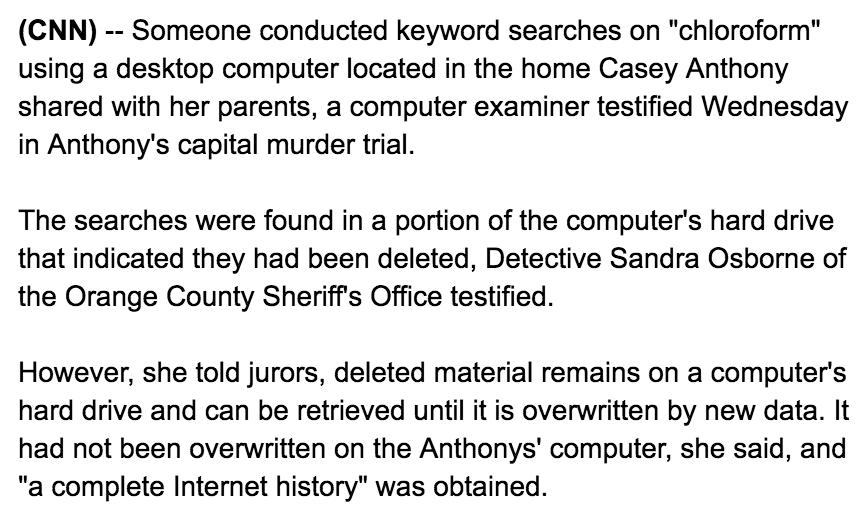 (CNN) -- Someone conducted keyword searches on "chloroform"
using a desktop computer located in the home Casey Anthony
shared with her parents, a computer examiner testified Wednesday
in Anthony's capital murder trial.
The searches were found in a portion of the computer's hard drive
that indicated they had been deleted, Detective Sandra Osborne of
the Orange County Sheriff's Office testified.
However, she told jurors, deleted material remains on a computer's
hard drive and can be retrieved until it is overwritten by new data. It
had not been overwritten on the Anthonys' computer, she said, and
"a complete Internet history" was obtained.